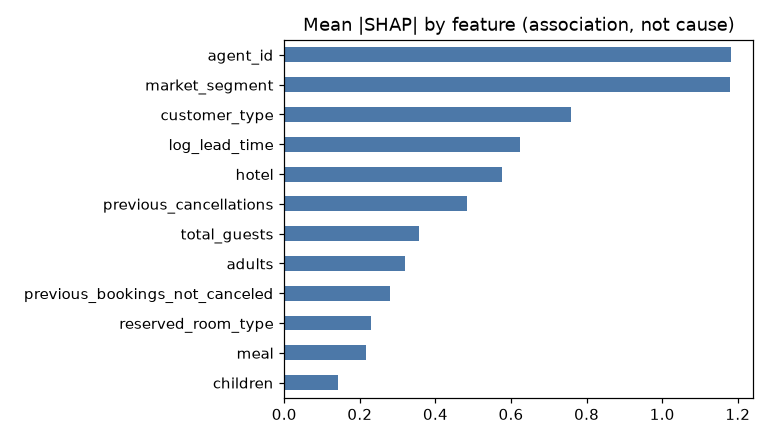 Mean |SHAP| by feature (association, not cause)
agent_id
market_segment
customer_type
log_lead_time
hotel
previous_cancellations
total_guests
adults
previous_bookings_not_canceled
reserved_room_type
meal
children
0.0 0.2 0.4 0.6 0.8 1.0 1.2